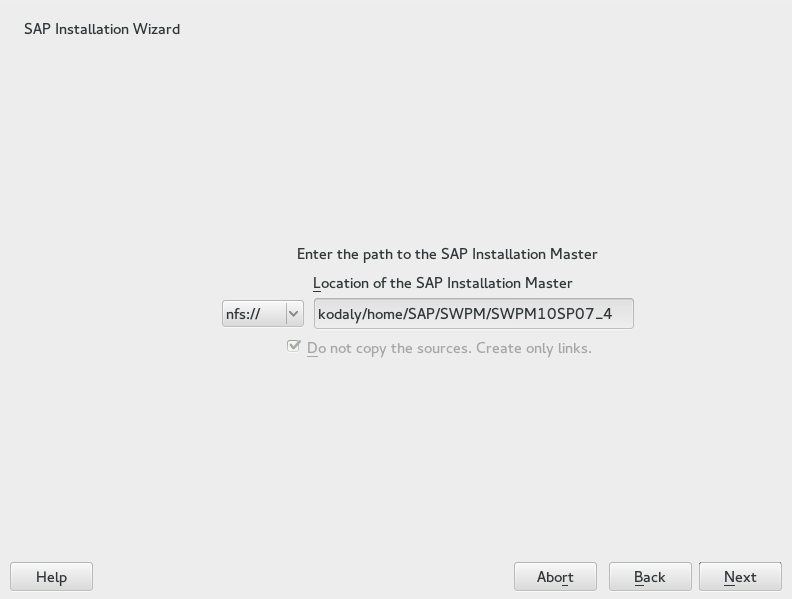 SAP Installation Wizard
Enter the path to the SAP Installation Master
Location of the SAP Installation Master
nfs:// kodaly/home/SAP/SWPM/SWPM10SP07_4
Do not copy the sources. Create only links.
Help Abort Back Next